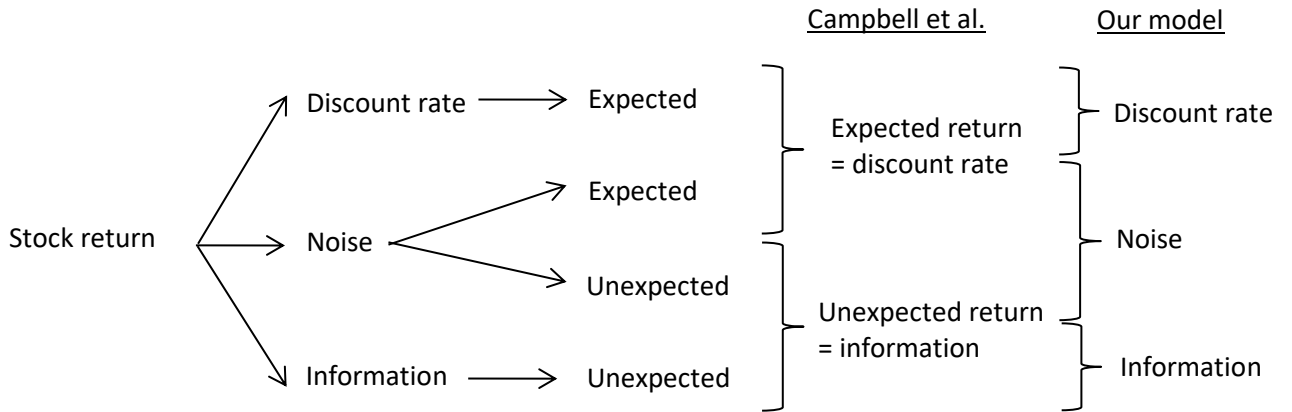 Campbell et al.
Our model
Discount rate
Expected
Expected return
= discount rate
Discount rate
Expected
Stock return
Noise
Noise
Unexpected
Unexpected return
= information
Information
Unexpected
Information